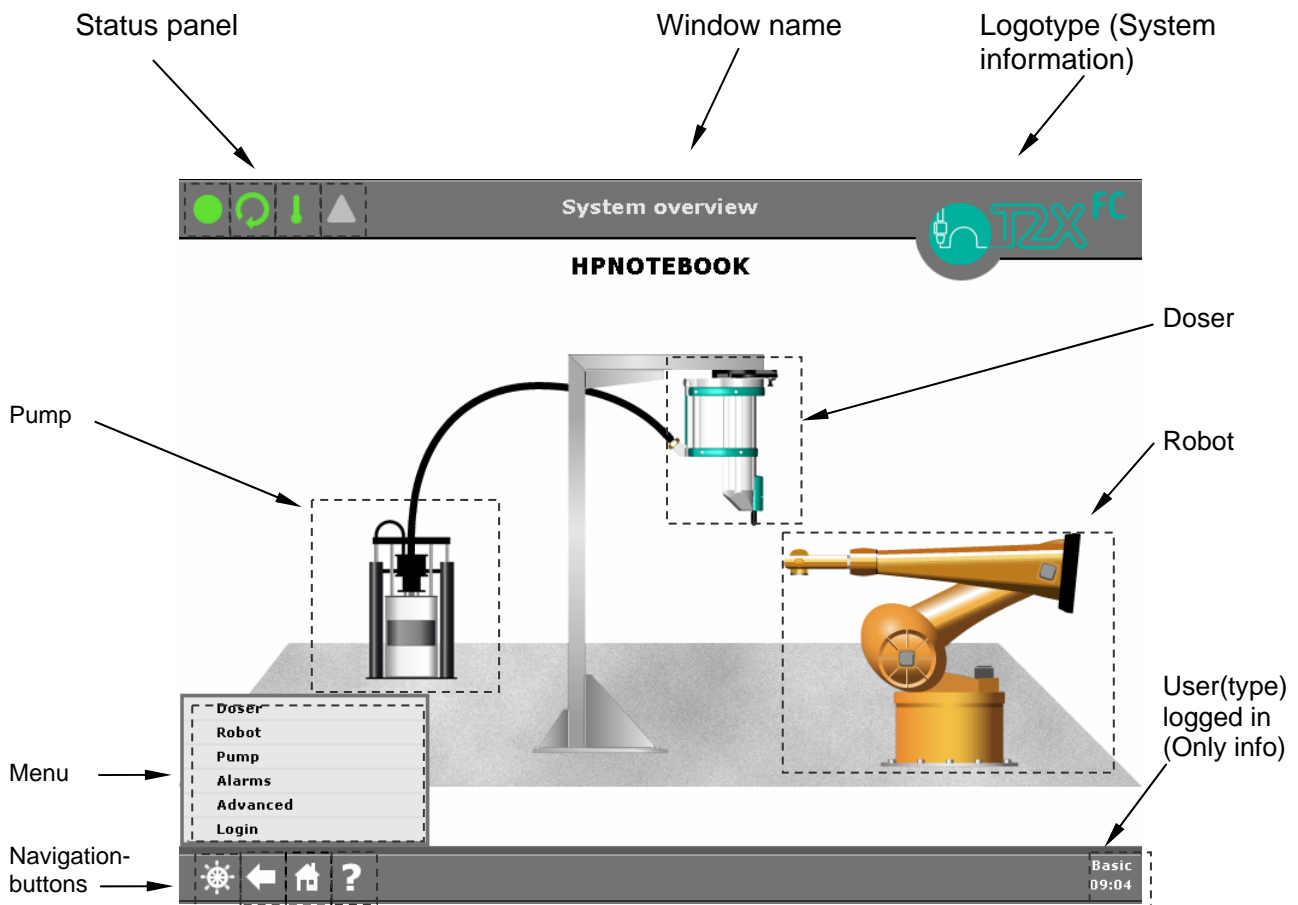 Status panel
Window name
Logotype (System
information)
System overview
T2X FC
HPNOTEBOOK
Doser
Pump
Robot
User(type)
logged in
(Only info)
Menu
Doser
Robot
Pump
Alarms
Advanced
Login
Navigation-
buttons
?
Basic
09:04